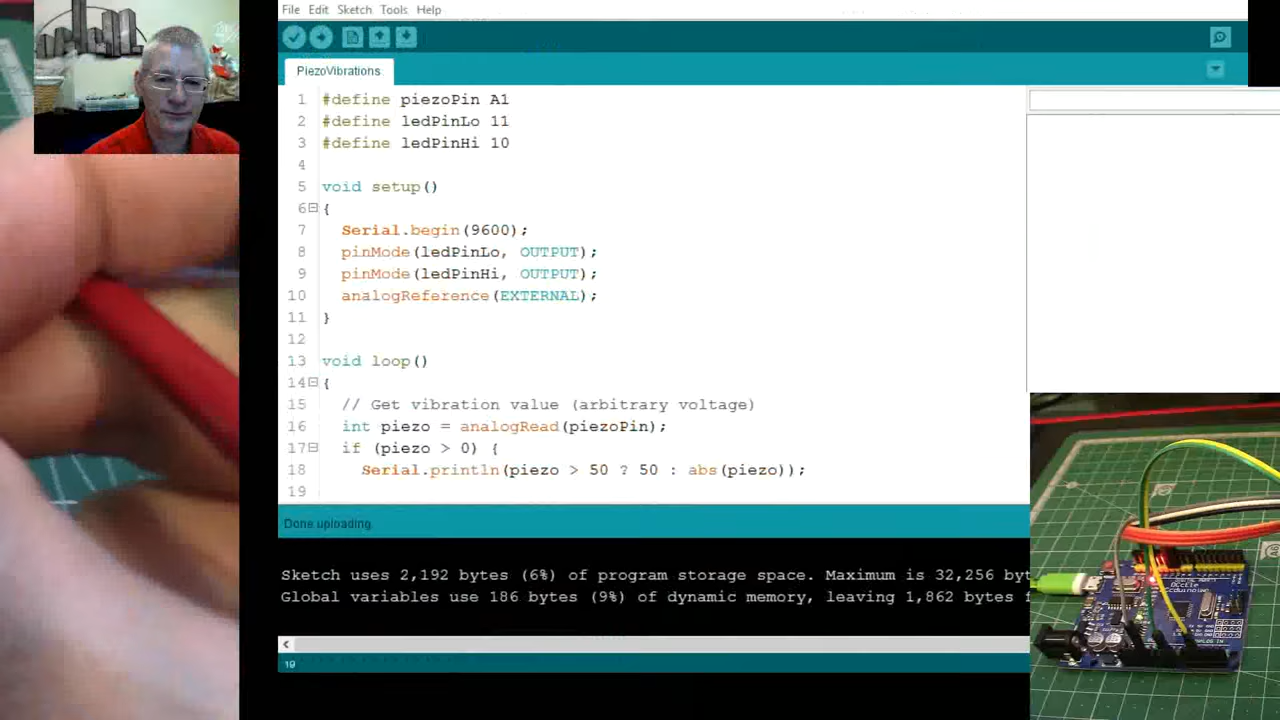 File Edit Sketch Tools Help
PiezoVibrations
1 #define piezoPin A1
2 #define ledPinLo 11
3 #define ledPinHi 10
4
5 void setup()
6 {
7 Serial.begin(9600);
8 pinMode(ledPinLo, OUTPUT);
9 pinMode(ledPinHi, OUTPUT);
10 analogReference(EXTERNAL);
11 }
12
13 void loop()
14 {
15 // Get vibration value (arbitrary voltage)
16 int piezo = analogRead(piezoPin);
17 if (piezo > 0) {
18 Serial.println(piezo > 50 ? 50 : abs(piezo));
19
Done uploading.
Sketch uses 2,192 bytes (6%) of program storage space. Maximum is 32,256 byt
Global variables use 186 bytes (9%) of dynamic memory, leaving 1,862 bytes f
19